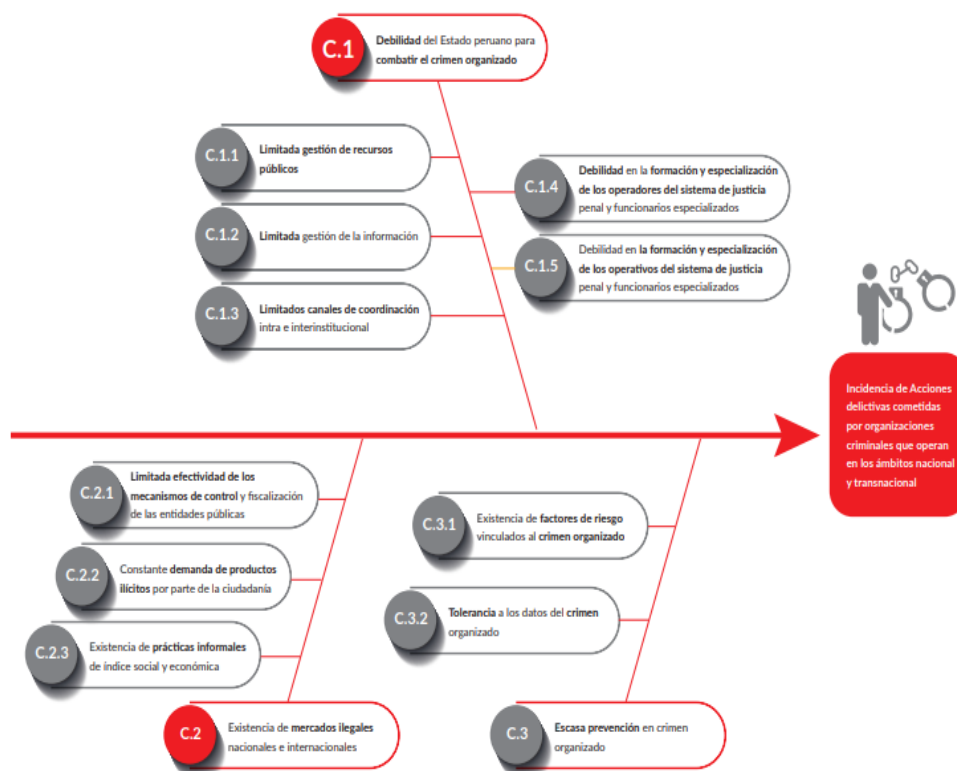 C.1
Debilidad del Estado peruano para
combatir el crimen organizado
C.1.1
Limitada gestión de recursos
públicos
C.1.2
Limitada gestión de la información
C.1.3
Limitados canales de coordinación
intra e interinstitucional
C.1.4
Debilidad en la formación y especialización
de los operadores del sistema de justicia
penal y funcionarios especializados
C.1.5
Debilidad en la formación y especialización
de los operativos del sistema de justicia
penal y funcionarios especializados
Incidencia de Acciones
delictivas cometidas
por organizaciones
criminales que operan
en los ámbitos nacional
y transnacional
C.2.1
Limitada efectividad de los
mecanismos de control y fiscalización
de las entidades públicas
C.2.2
Constante demanda de productos
ilícitos por parte de la ciudadanía
C.2.3
Existencia de prácticas informales
de índice social y económica
C.2
Existencia de mercados ilegales
nacionales e internacionales
C.3.1
Existencia de factores de riesgo
vinculados al crimen organizado
C.3.2
Tolerancia a los datos del crimen
organizado
C.3
Escasa prevención en crimen
organizado